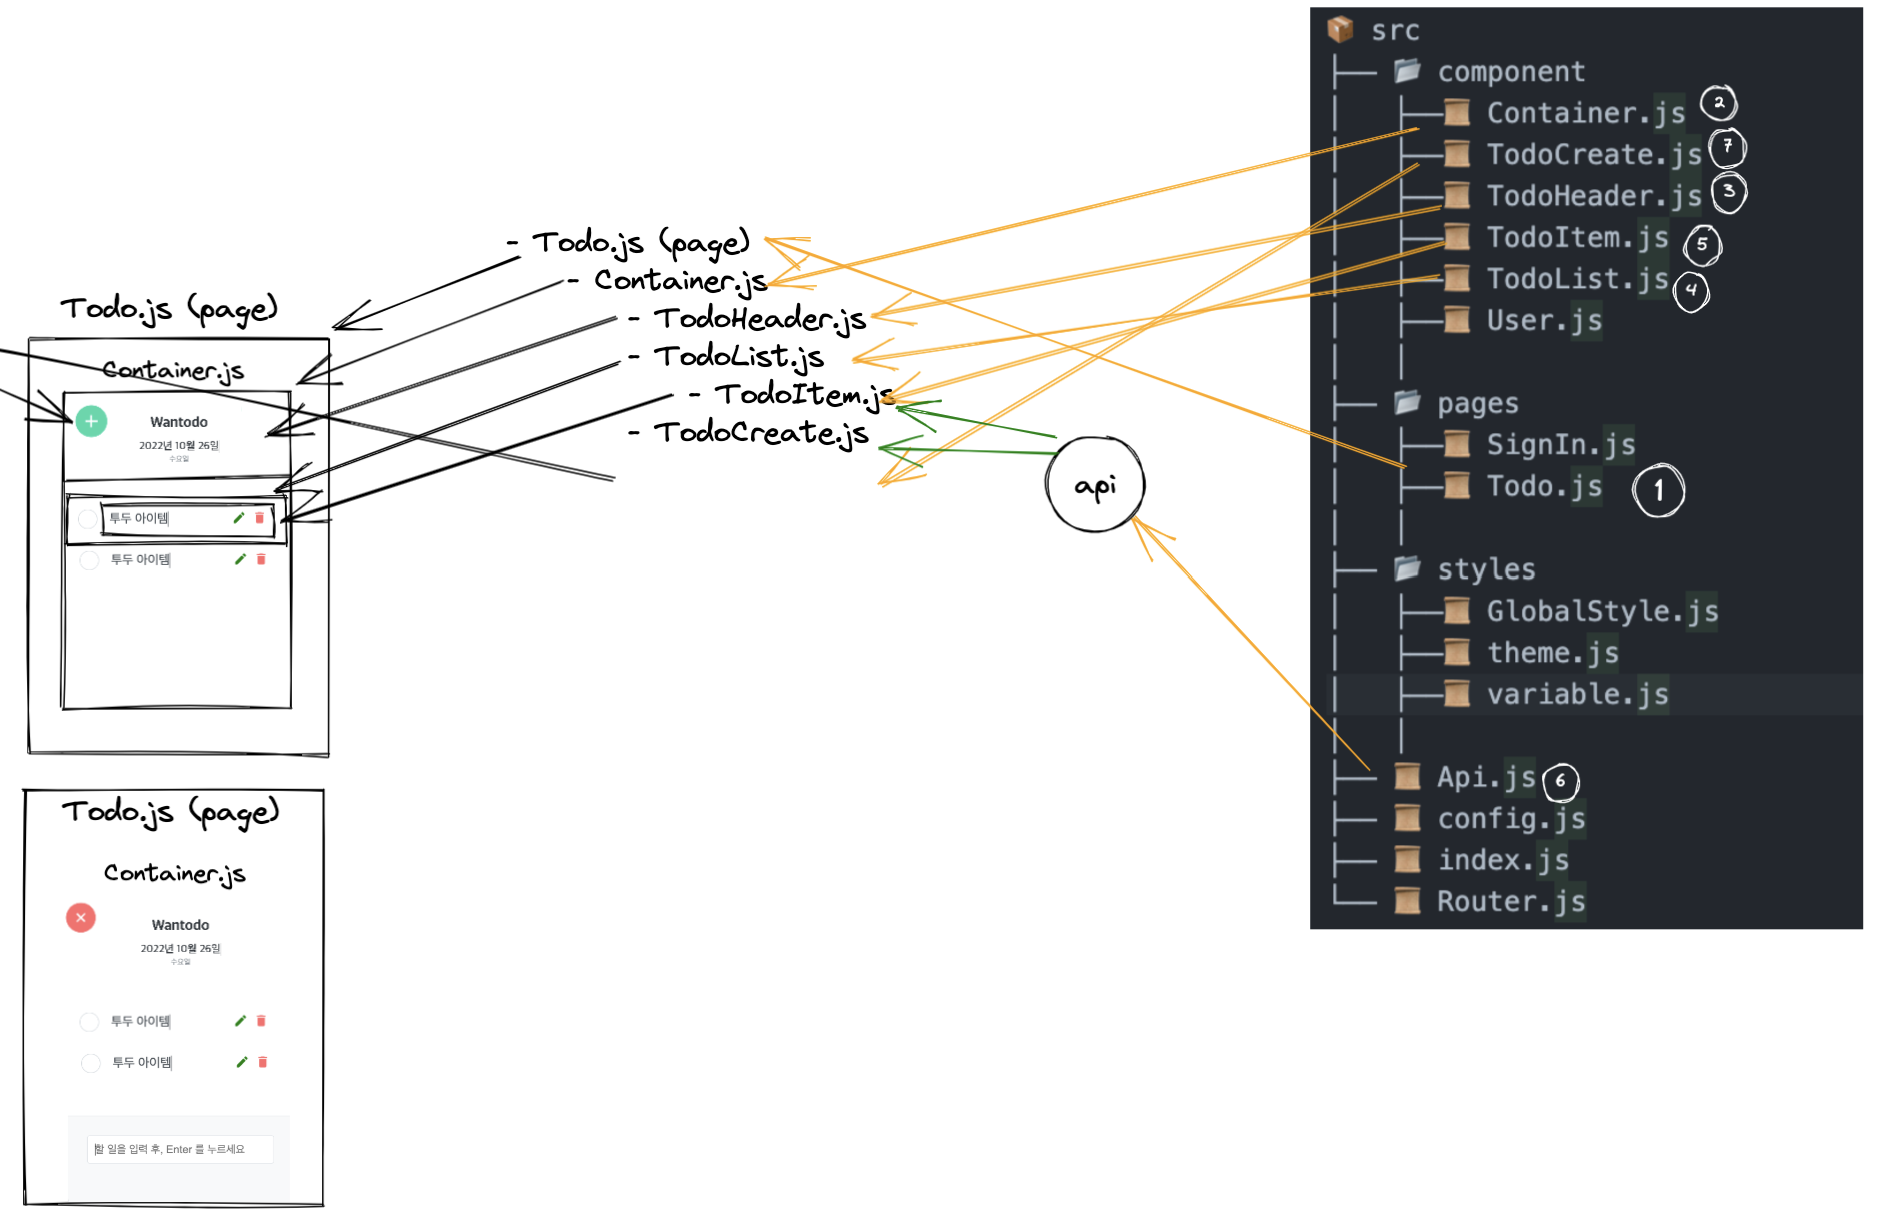 Todo.js (page)
Container.js
Wantodo
2022년 10월 26일
수요일
투두 아이템
투두 아이템
Todo.js (page)
Container.js
Wantodo
2022년 10월 26일
수요일
투두 아이템
투두 아이템
할 일을 입력 후, Enter 를 누르세요
- Todo.js (page)
- Container.js
- TodoHeader.js
- TodoList.js
- TodoItem.js
- TodoCreate.js
api
src
component
Container.js 2
TodoCreate.js 7
TodoHeader.js 3
TodoItem.js 5
TodoList.js 4
User.js
pages
SignIn.js
Todo.js 1
styles
GlobalStyle.js
theme.js
variable.js
Api.js 6
config.js
index.js
Router.js